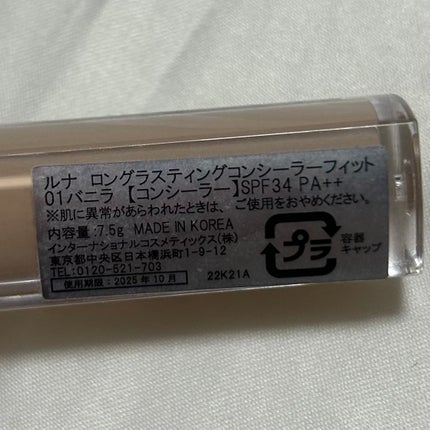 ルナ ロングラスティングコンシーラーフィット
01バニラ 【コンシーラー】SPF34 PA++
※肌に異常があらわれたときは、ご使用をおやめください。
内容量:7.5g MADE IN KOREA
インターナショナルコスメティックス(株)
東京都中央区日本橋横山町1-9-12
TEL:0120-521-703
使用期限:2025年10月
22K21A
プラ
容器
キャップ